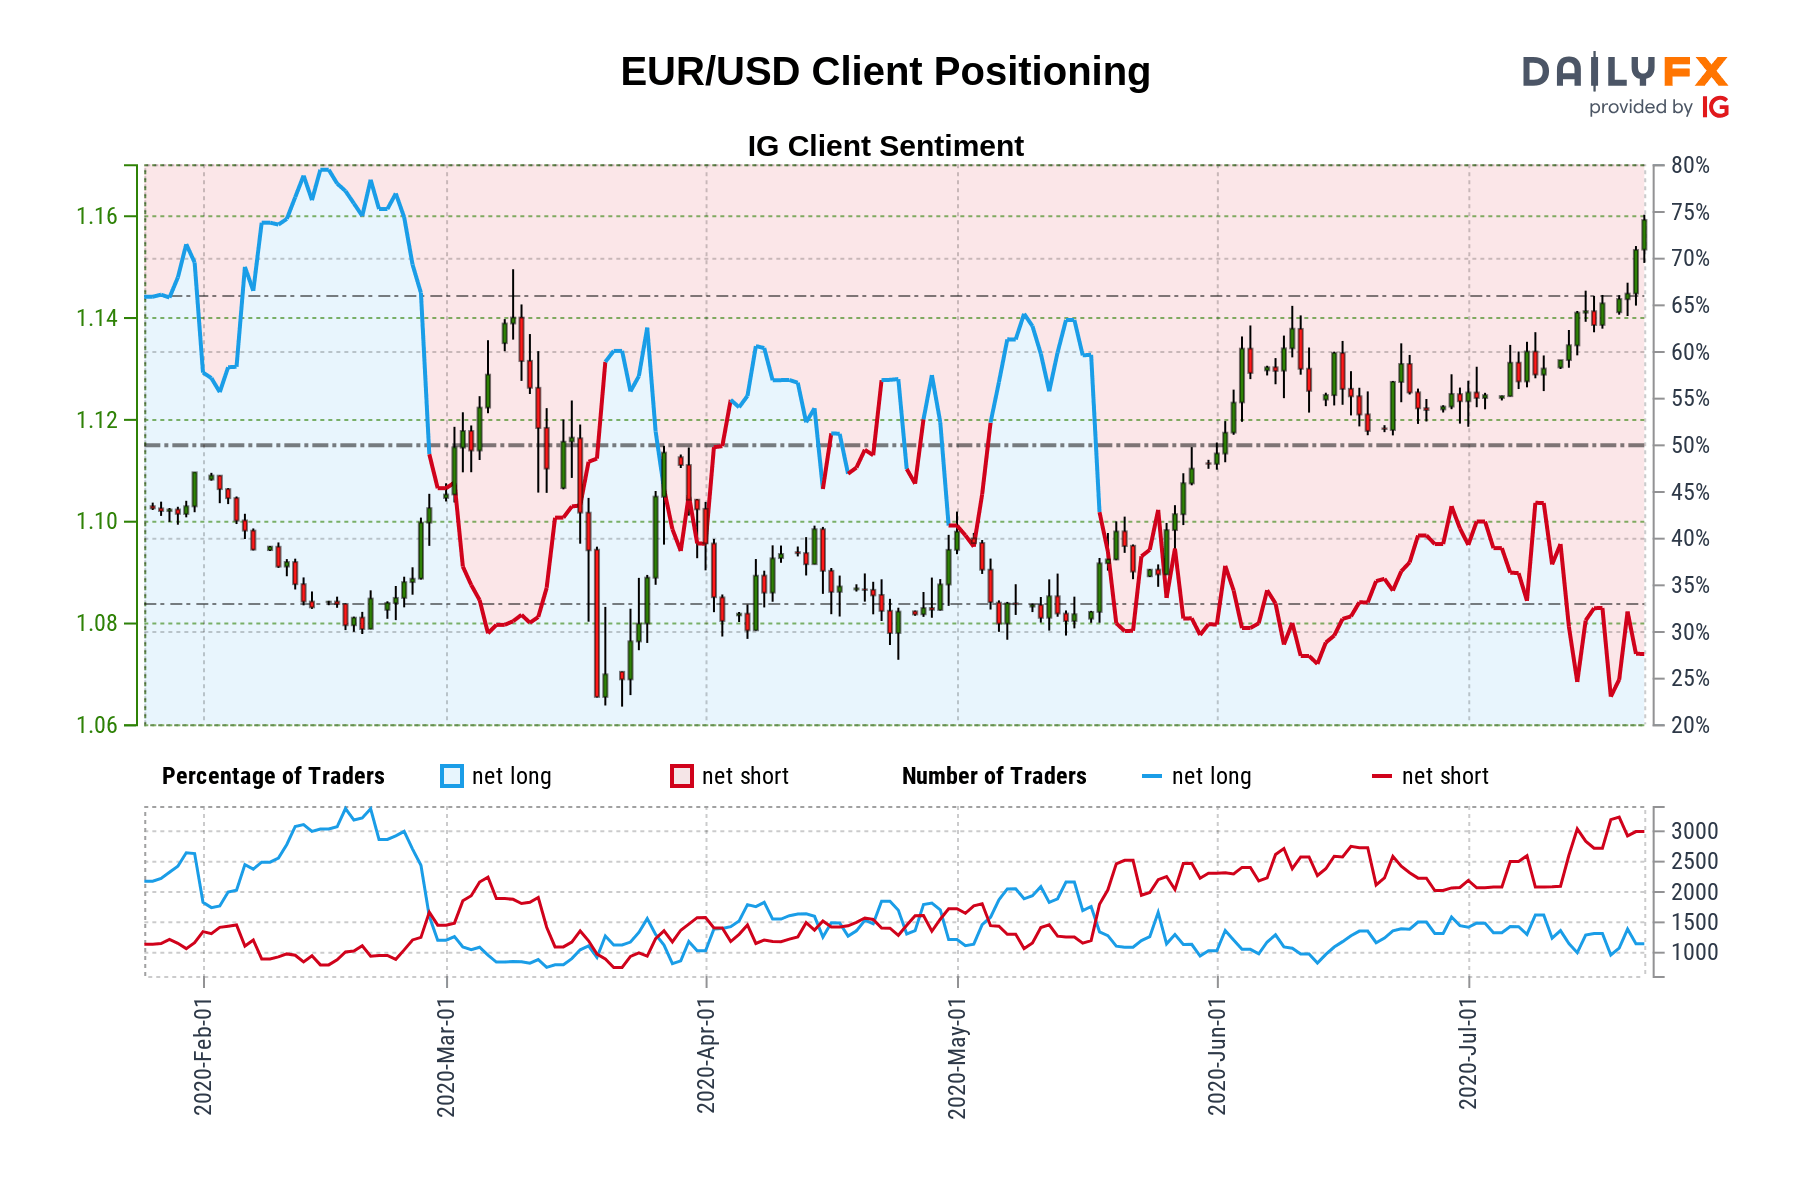 EUR/USD Client Positioning
DAILYFX
provided by IG
IG Client Sentiment
1.16
1.14
1.12
1.10
1.08
1.06
80%
75%
70%
65%
60%
55%
50%
45%
40%
35%
30%
25%
20%
Percentage of Traders net long net short Number of Traders net long net short
3000
2500
2000
1500
1000
2020-Feb-01
2020-Mar-01
2020-Apr-01
2020-May-01
2020-Jun-01
2020-Jul-01